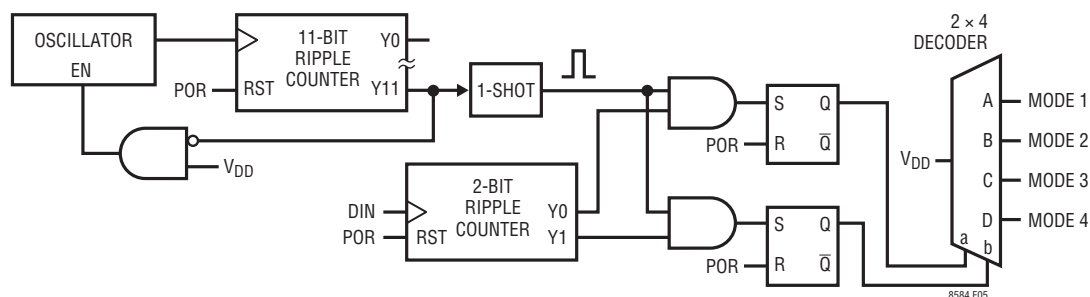 OSCILLATOR
EN
11-BIT
RIPPLE
COUNTER
Y0
POR
RST
Y11
1-SHOT
VDD
2-BIT
RIPPLE
COUNTER
DIN
POR
RST
Y0
Y1
S
Q
POR
R
Q̅
S
Q
POR
R
Q̅
2 × 4
DECODER
VDD
A
MODE 1
B
MODE 2
C
MODE 3
D
MODE 4
a
b
8584 F05